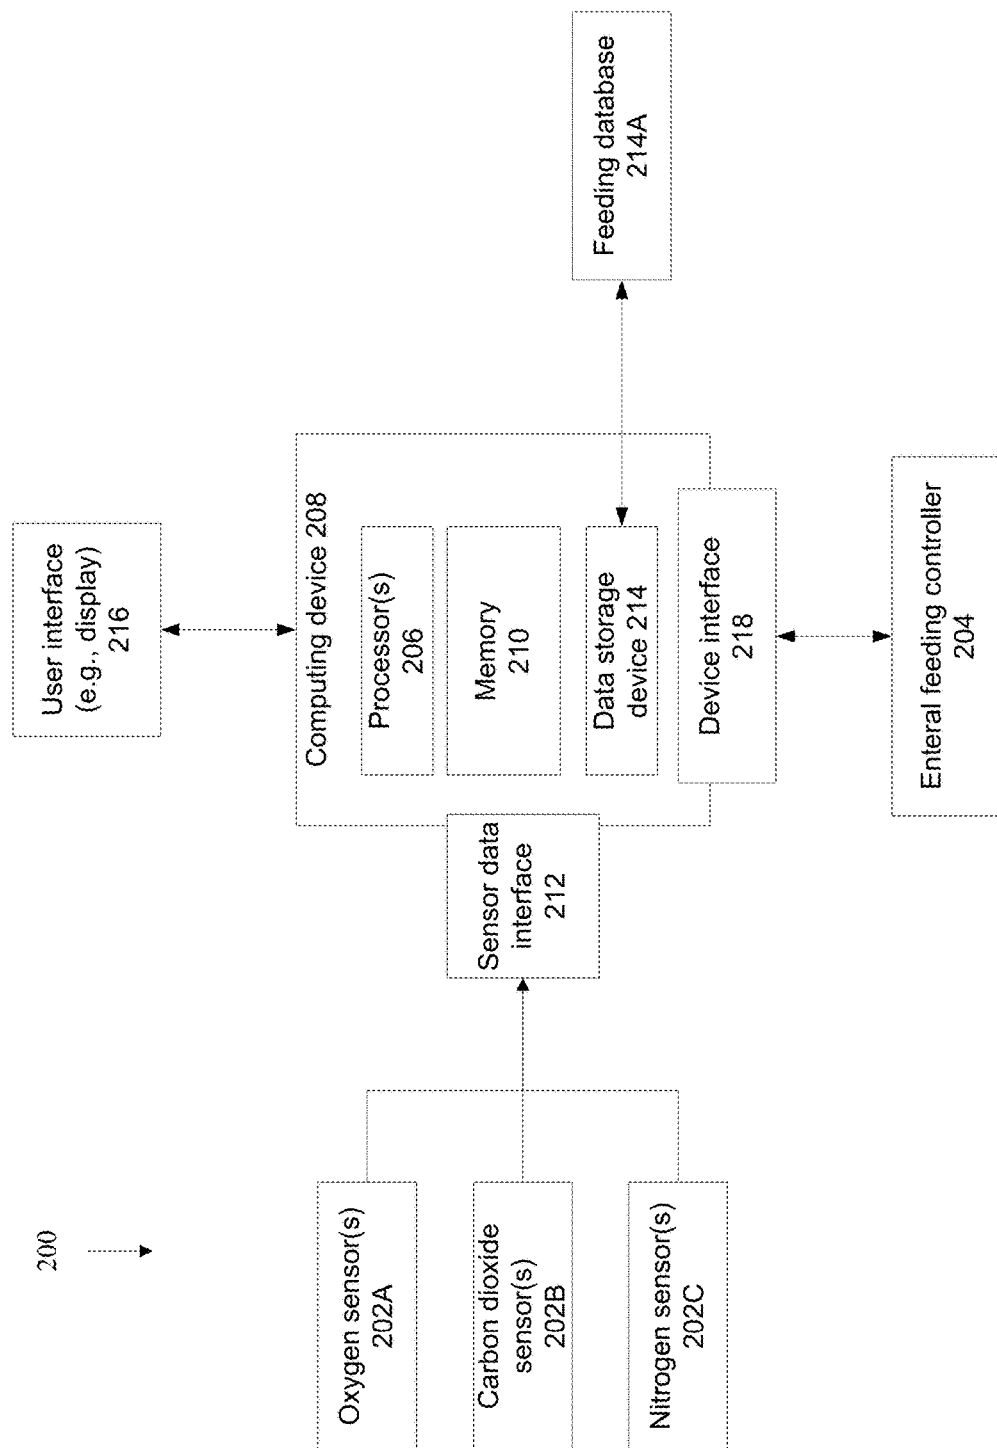 200
Oxygen sensor(s)
202A
Carbon dioxide
sensor(s)
202B
Nitrogen sensor(s)
202C
Sensor data
interface
212
User interface
(e.g., display)
216
Computing device 208
Processor(s)
206
Memory
210
Data storage
device 214
Device interface
218
Enteral feeding controller
204
Feeding database
214A